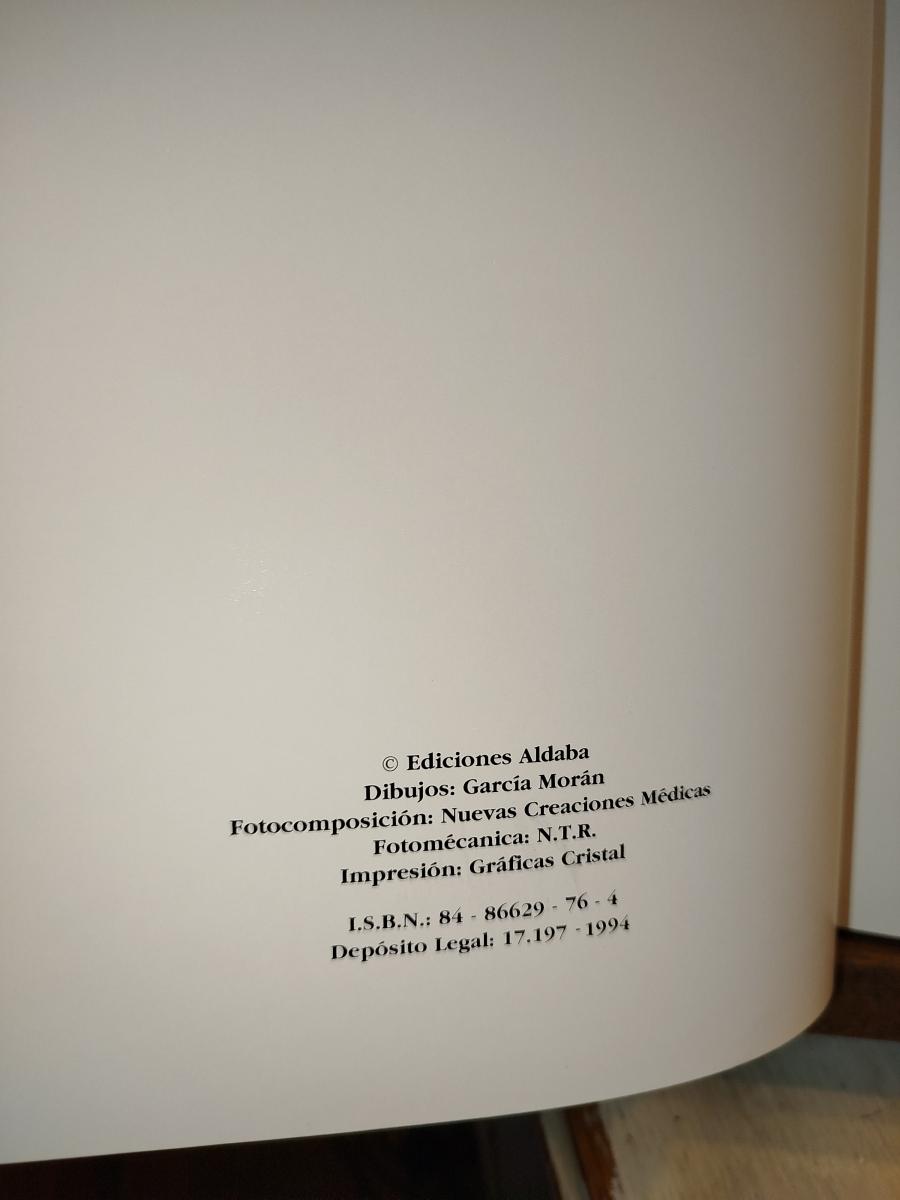 © Ediciones Aldaba
Dibujos: García Morán
Fotocomposición: Nuevas Creaciones Médicas
Fotomécanica: N.T.R.
Impresión: Gráficas Cristal
I.S.B.N.: 84 - 86629 - 76 - 4
Depósito Legal: 17.197 - 1994